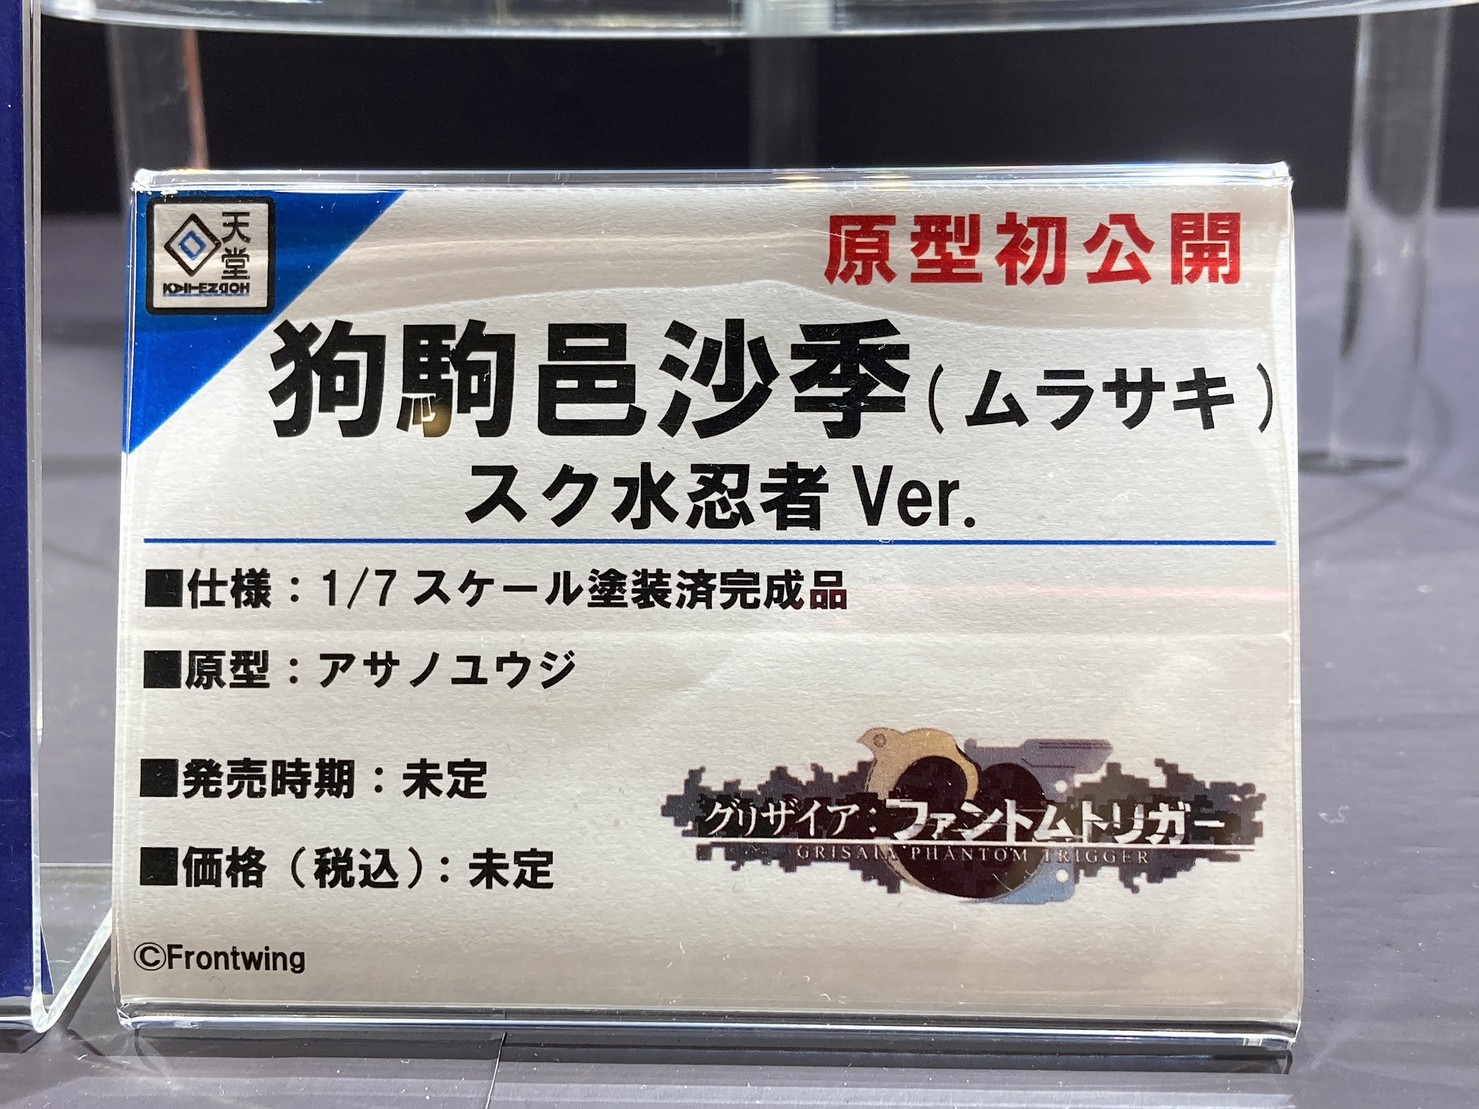 天堂
原型初公開
狗駒邑沙季(ムラサキ)
スク水忍者 Ver.
■仕様：1/7 スケール塗装済完成品
■原型：アサノユウジ
■発売時期：未定
■価格（税込）：未定
グリザイア：ファントムトリガー
GRISAIA PHANTOM TRIGGER
©Frontwing